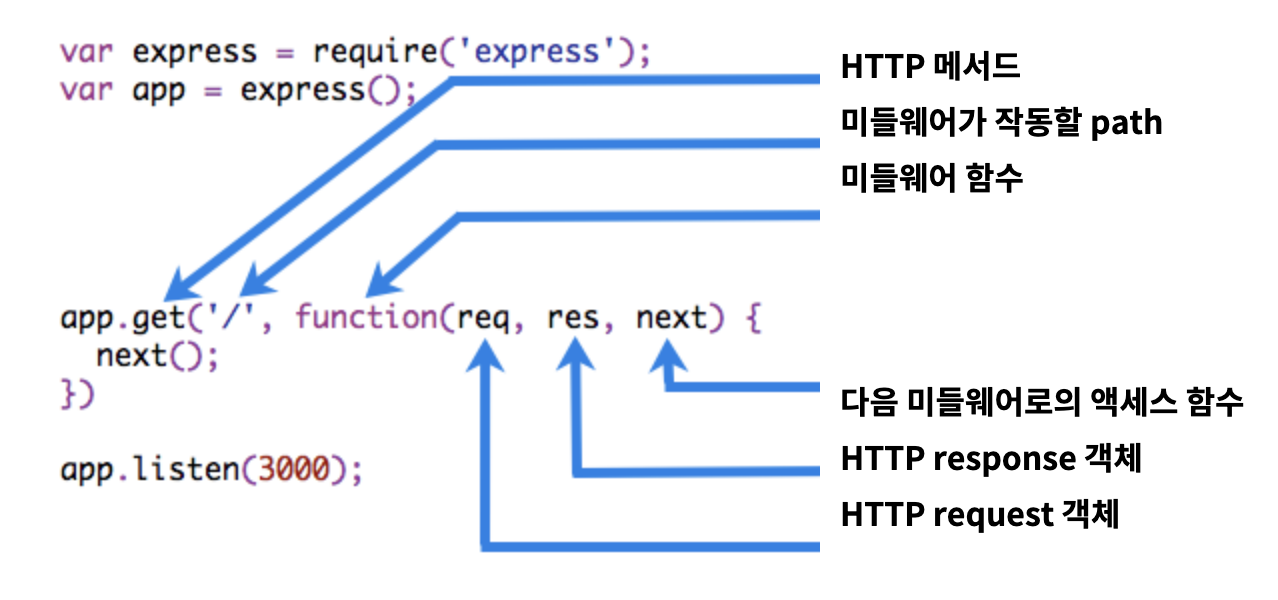 var express = require('express');
var app = express();
HTTP 메서드
미들웨어가 작동할 path
미들웨어 함수
app.get('/', function(req, res, next) {
next();
})
app.listen(3000);
다음 미들웨어로의 액세스 함수
HTTP response 객체
HTTP request 객체